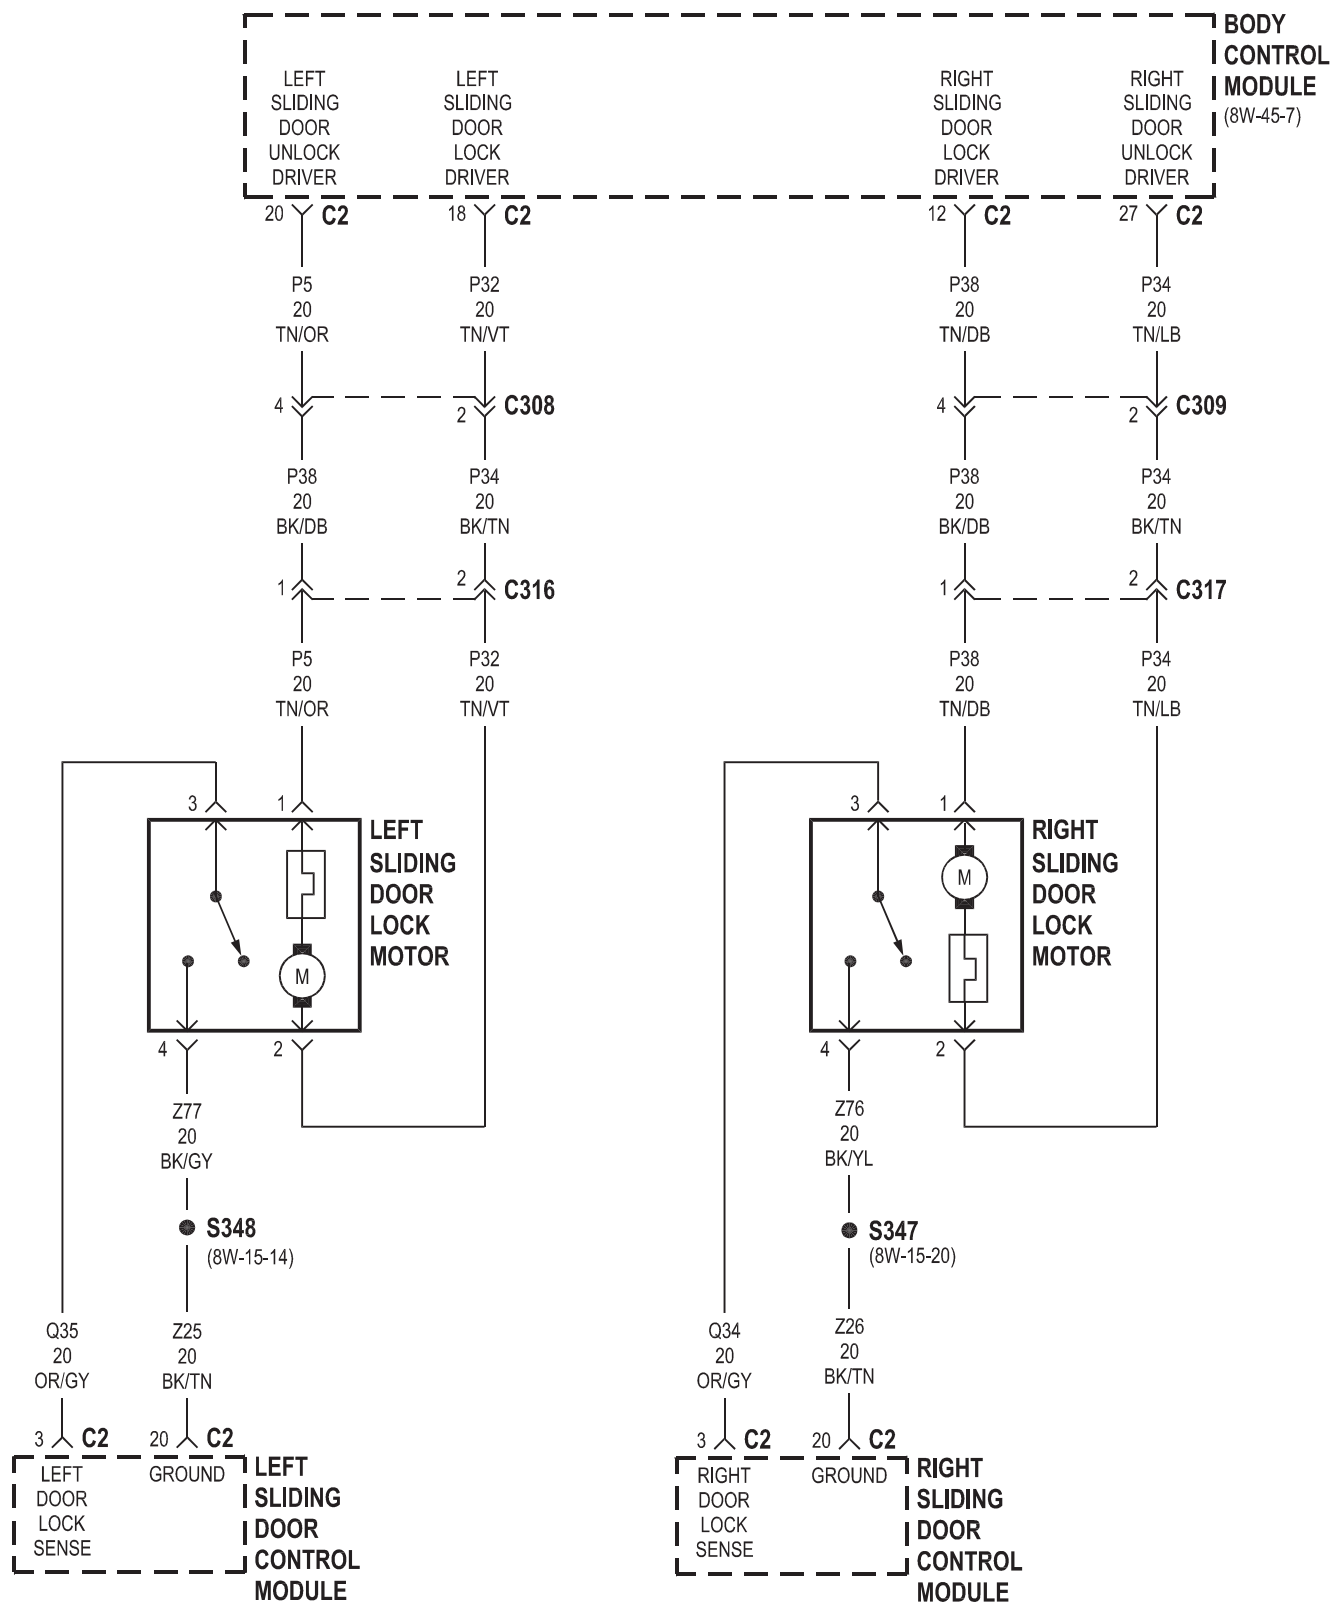 BODY
CONTROL
MODULE
(8W-45-7)
LEFT
SLIDING
DOOR
UNLOCK
DRIVER
LEFT
SLIDING
DOOR
LOCK
DRIVER
RIGHT
SLIDING
DOOR
LOCK
DRIVER
RIGHT
SLIDING
DOOR
UNLOCK
DRIVER
20 C2
18 C2
12 C2
27 C2
P5
20
TN/OR
P32
20
TN/VT
P38
20
TN/DB
P34
20
TN/LB
4
2 C308
4
2 C309
P38
20
BK/DB
P34
20
BK/TN
P38
20
BK/DB
P34
20
BK/TN
1
2 C316
1
2 C317
P5
20
TN/OR
P32
20
TN/VT
P38
20
TN/DB
P34
20
TN/LB
3
1
LEFT
SLIDING
DOOR
LOCK
MOTOR
M
4
2
3
1
RIGHT
SLIDING
DOOR
LOCK
MOTOR
M
4
2
Z77
20
BK/GY
Z76
20
BK/YL
S348
(8W-15-14)
S347
(8W-15-20)
Q35
20
OR/GY
Z25
20
BK/TN
Q34
20
OR/GY
Z26
20
BK/TN
3 C2
20 C2
3 C2
20 C2
LEFT
DOOR
LOCK
SENSE
GROUND
LEFT
SLIDING
DOOR
CONTROL
MODULE
RIGHT
DOOR
LOCK
SENSE
GROUND
RIGHT
SLIDING
DOOR
CONTROL
MODULE